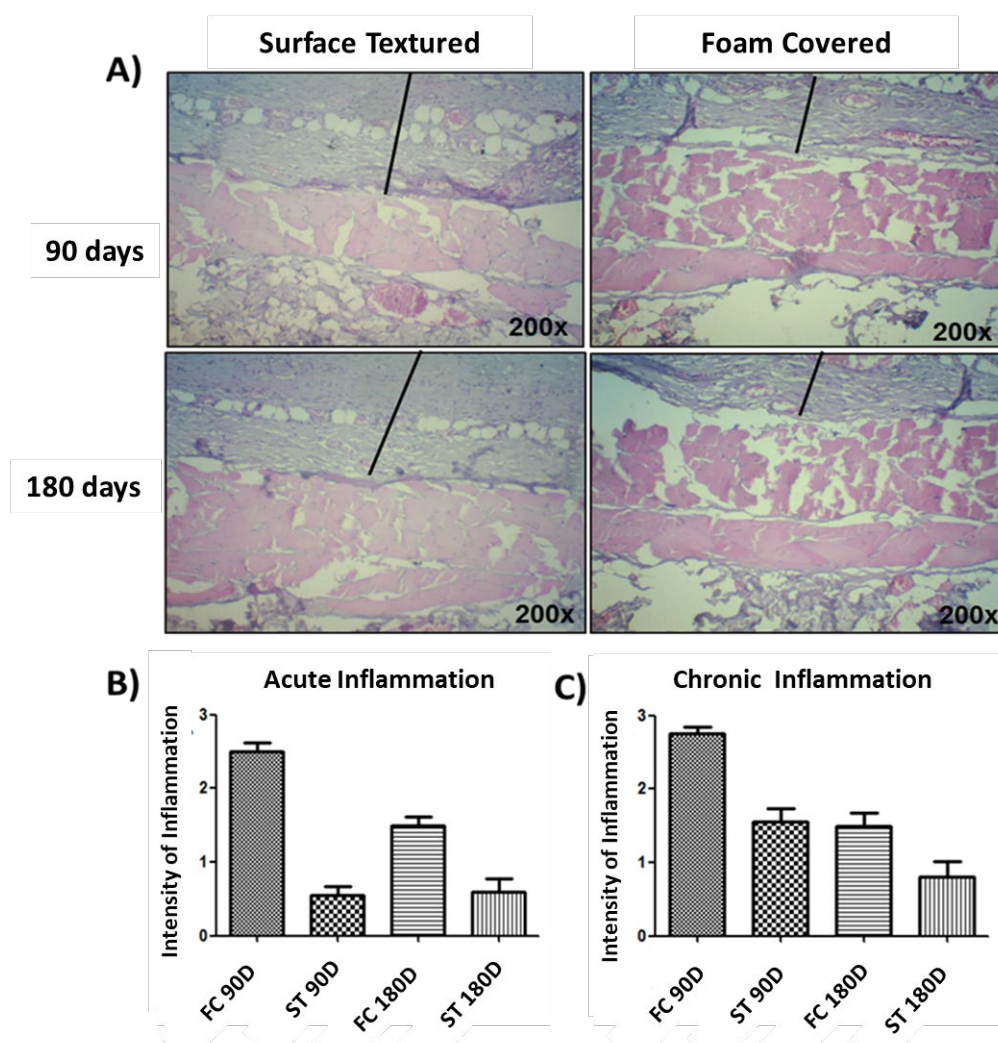 Surface Textured
Foam Covered
A)
90 days
200x
200x
180 days
200x
200x
B)
Acute Inflammation
Intensity of Inflammation
3
2
1
0
FC 90D
ST 90D
FC 180D
ST 180D
C)
Chronic Inflammation
Intensity of Inflammation
3
2
1
0
FC 90D
ST 90D
FC 180D
ST 180D